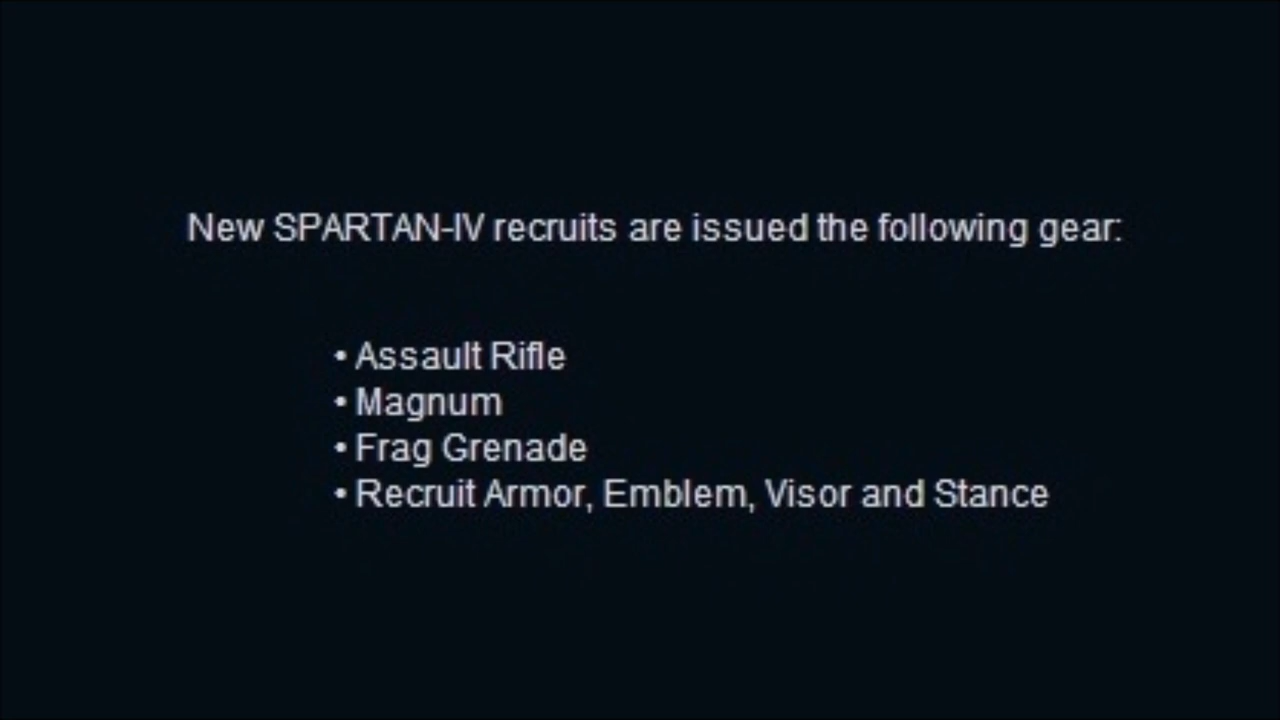 New SPARTAN-IV recruits are issued the following gear:
• Assault Rifle
• Magnum
• Frag Grenade
• Recruit Armor, Emblem, Visor and Stance